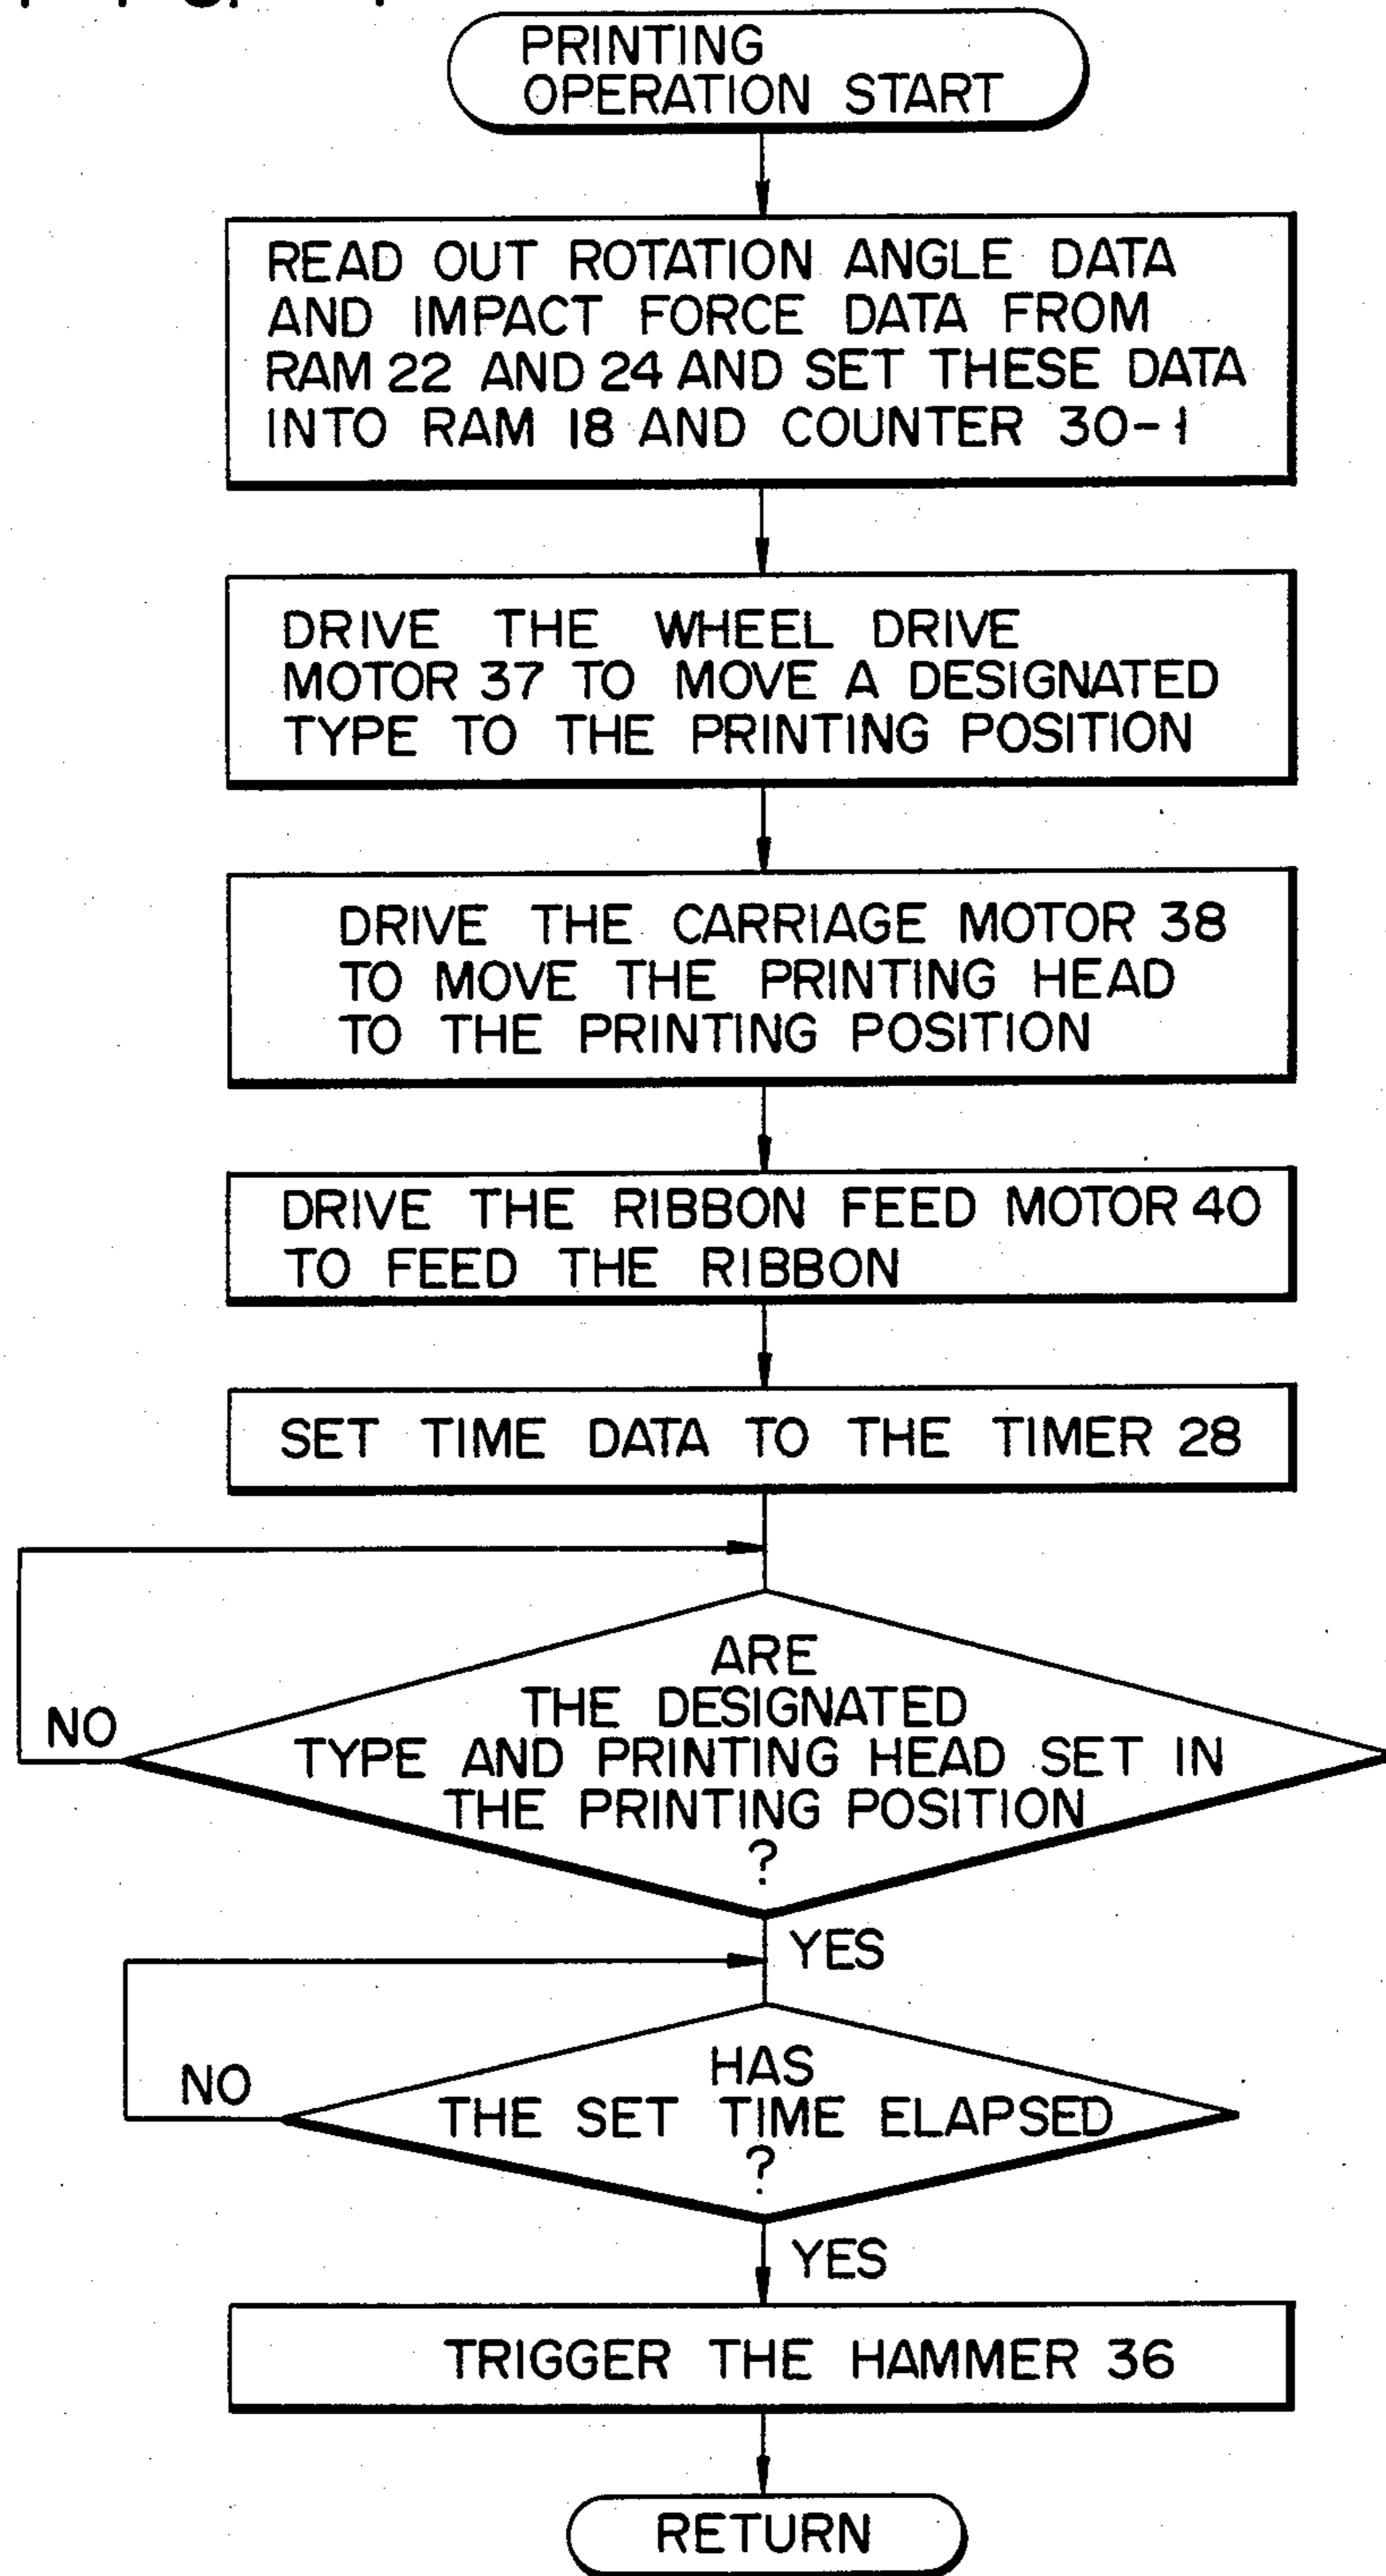 PRINTING
OPERATION START
READ OUT ROTATION ANGLE DATA
AND IMPACT FORCE DATA FROM
RAM 22 AND 24 AND SET THESE DATA
INTO RAM 18 AND COUNTER 30-1
DRIVE THE WHEEL DRIVE
MOTOR 37 TO MOVE A DESIGNATED
TYPE TO THE PRINTING POSITION
DRIVE THE CARRIAGE MOTOR 38
TO MOVE THE PRINTING HEAD
TO THE PRINTING POSITION
DRIVE THE RIBBON FEED MOTOR 40
TO FEED THE RIBBON
SET TIME DATA TO THE TIMER 28
ARE
THE DESIGNATED
NO
TYPE AND PRINTING HEAD SET IN
THE PRINTING POSITION
?
YES
HAS
NO
THE SET TIME ELAPSED
?
YES
TRIGGER THE HAMMER 36
RETURN